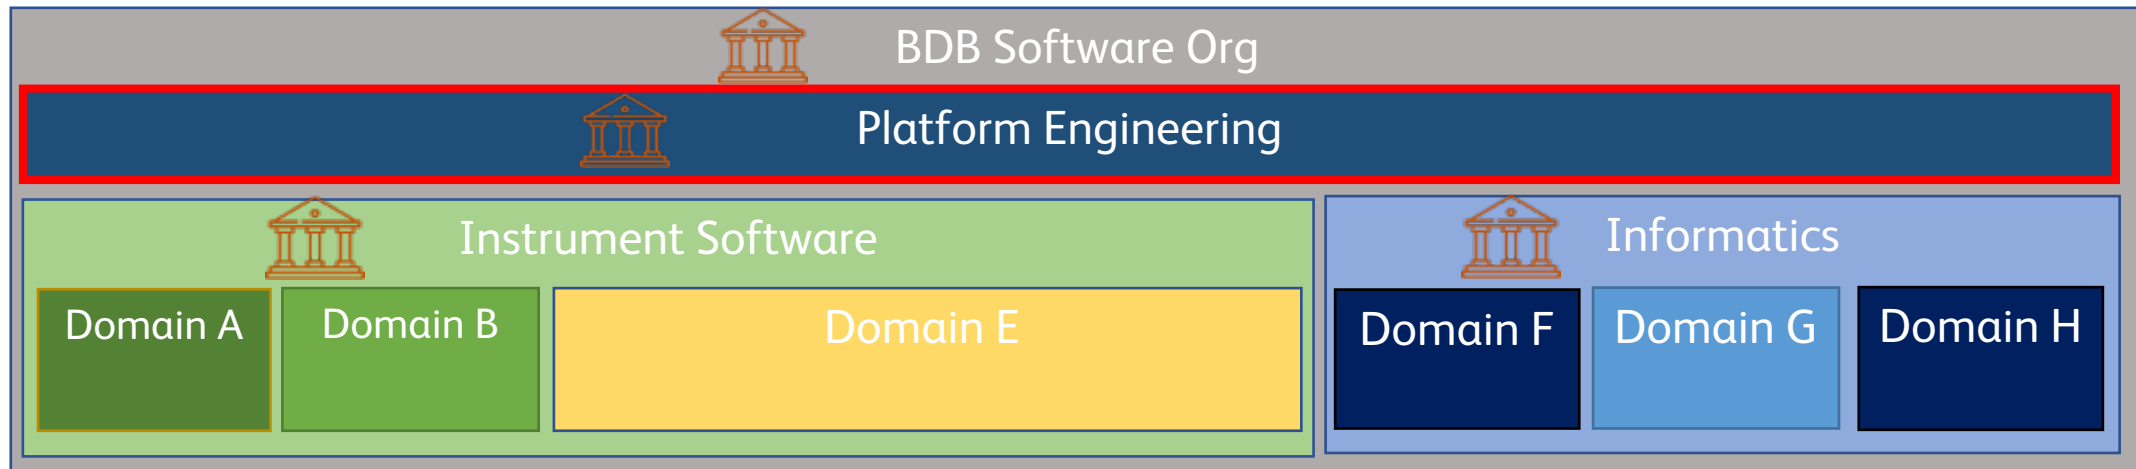 BDB Software Org
Platform Engineering
Instrument Software
Informatics
Domain A
Domain B
Domain E
Domain F
Domain G
Domain H